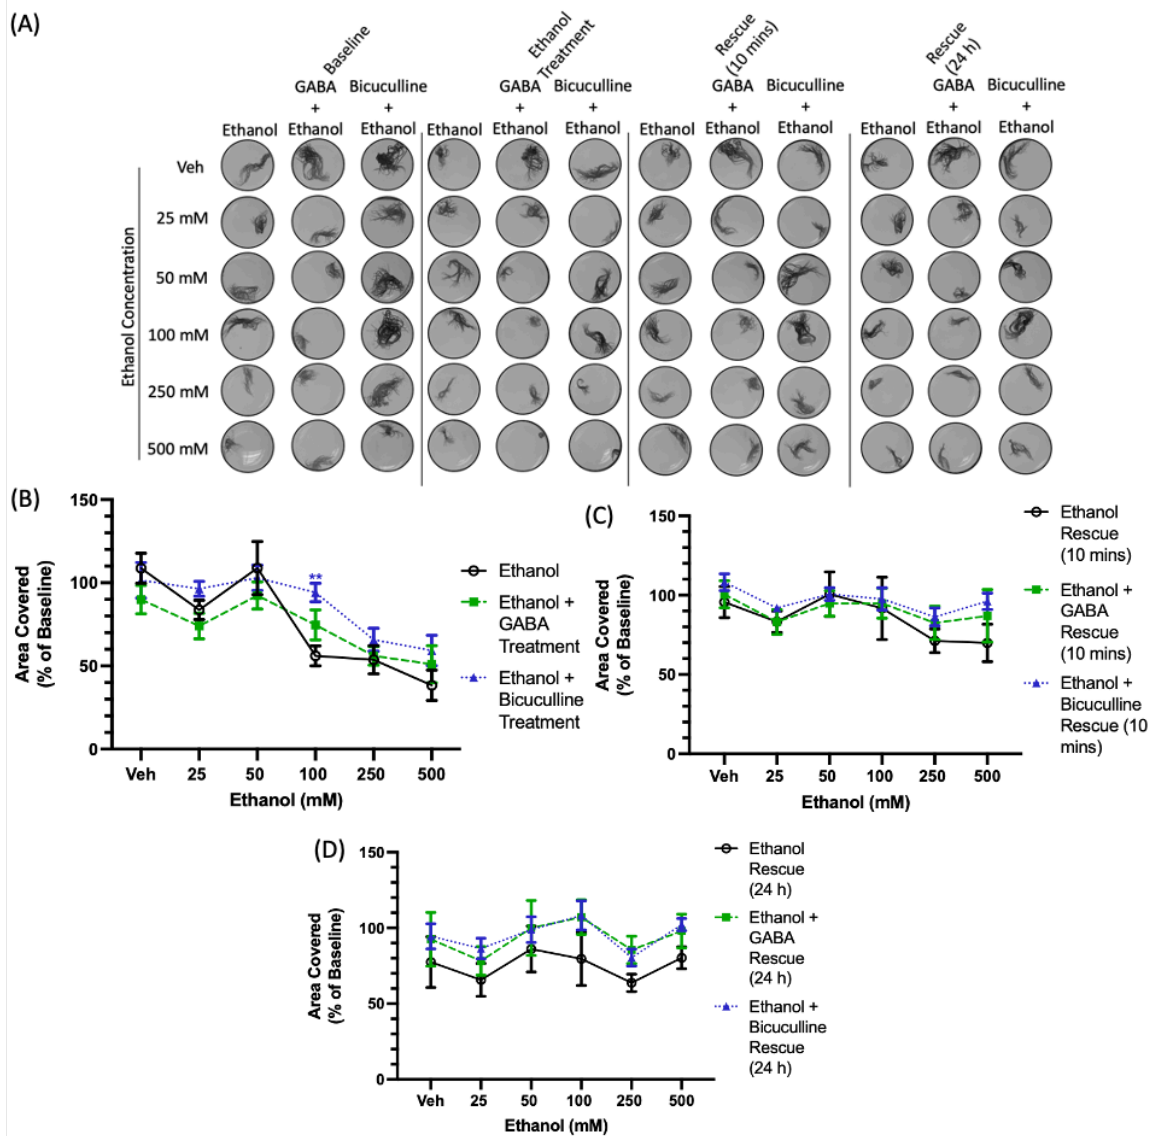 (A)
Baseline
Ethanol
Treatment
Rescue
(10 mins)
Rescue
(24 h)
GABA Bicuculline GABA Bicuculline GABA Bicuculline GABA Bicuculline
+ + + + + + + +
Ethanol Ethanol Ethanol Ethanol Ethanol Ethanol Ethanol Ethanol Ethanol Ethanol Ethanol Ethanol
Ethanol Concentration
Veh
25 mM
50 mM
100 mM
250 mM
500 mM
(B)
Area Covered
(% of Baseline)
150
100
50
0
**
Veh 25 50 100 250 500
Ethanol (mM)
Ethanol
Ethanol +
GABA
Treatment
Ethanol +
Bicuculline
Treatment
(C)
Area Covered
(% of Baseline)
150
100
50
0
Veh 25 50 100 250 500
Ethanol (mM)
Ethanol
Rescue
(10 mins)
Ethanol +
GABA
Rescue
(10 mins)
Ethanol +
Bicuculline
Rescue (10
mins)
(D)
Area Covered
(% of Baseline)
150
100
50
0
Veh 25 50 100 250 500
Ethanol (mM)
Ethanol
Rescue
(24 h)
Ethanol +
GABA
Rescue
(24 h)
Ethanol +
Bicuculline
Rescue
(24 h)